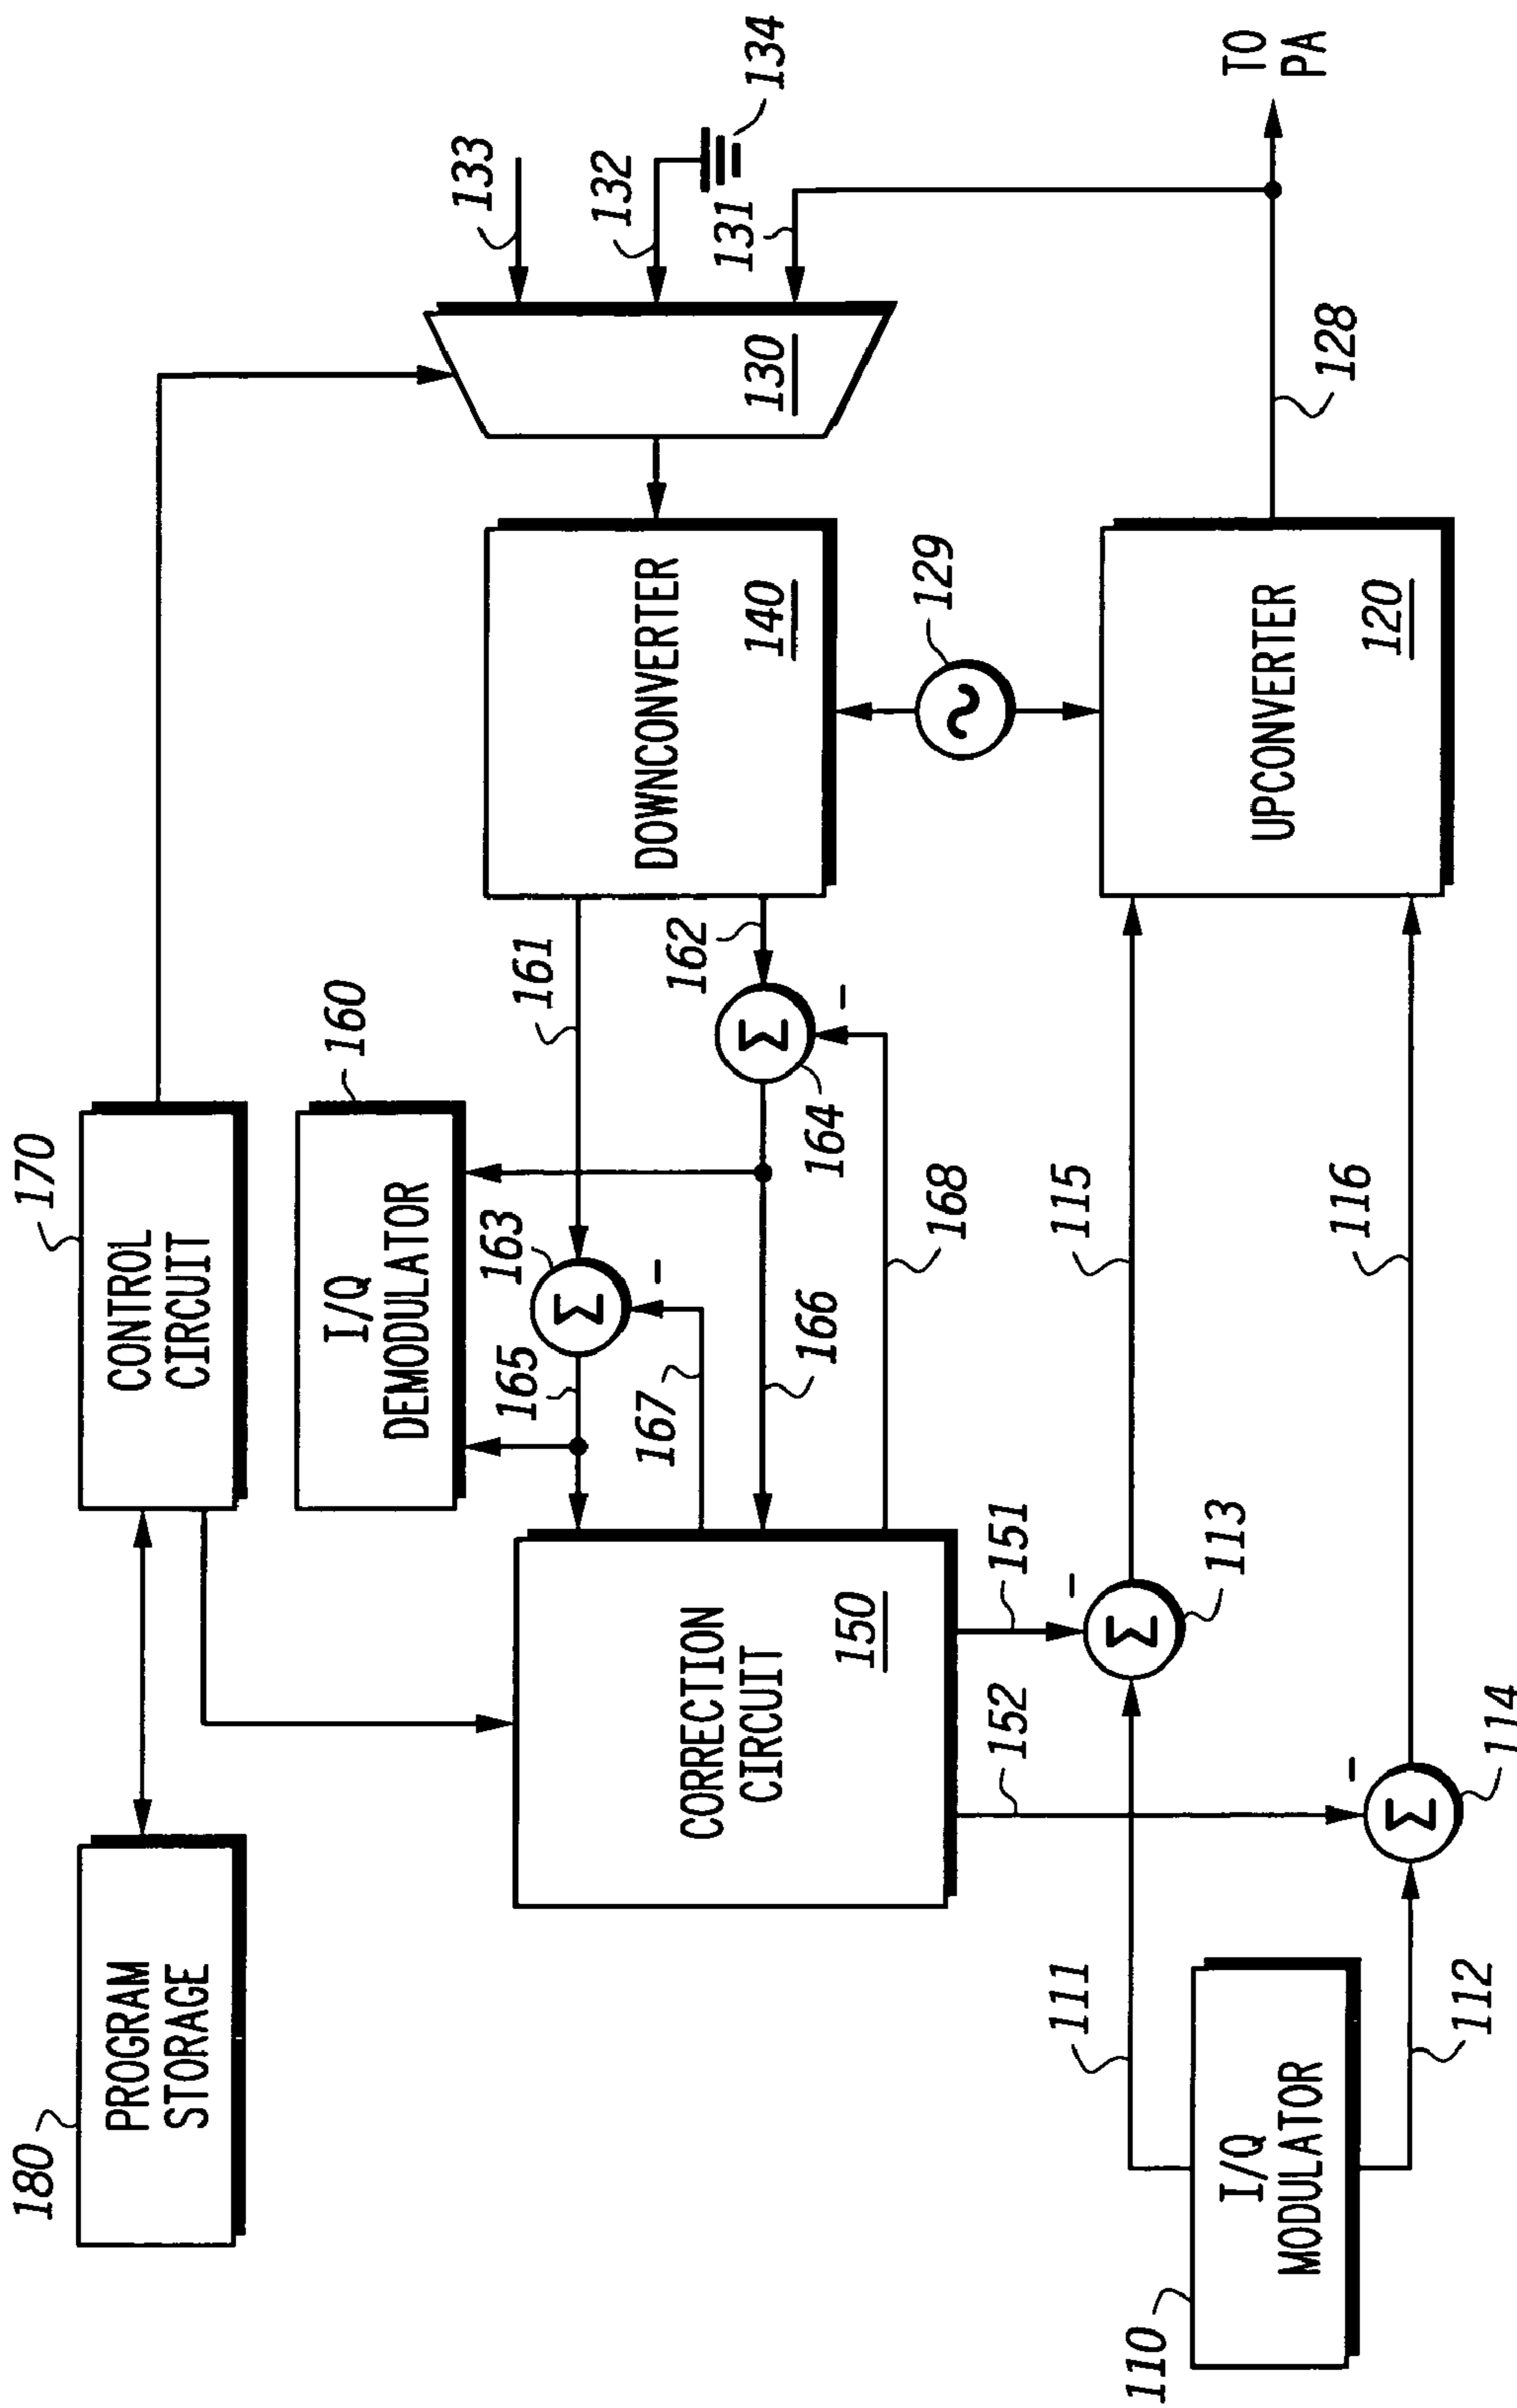 180
PROGRAM
STORAGE
170
CONTROL
CIRCUIT
I/Q
DEMODULATOR
160
133
132
134
131
130
161
162
DOWNCONVERTER
140
163
164
165
166
167
168
CORRECTION
CIRCUIT
150
129
151
152
TO
PA
128
UPCONVERTER
120
115
116
113
114
111
112
110
I/Q
MODULATOR
Σ
Σ
Σ
Σ
−
−
−
−
~